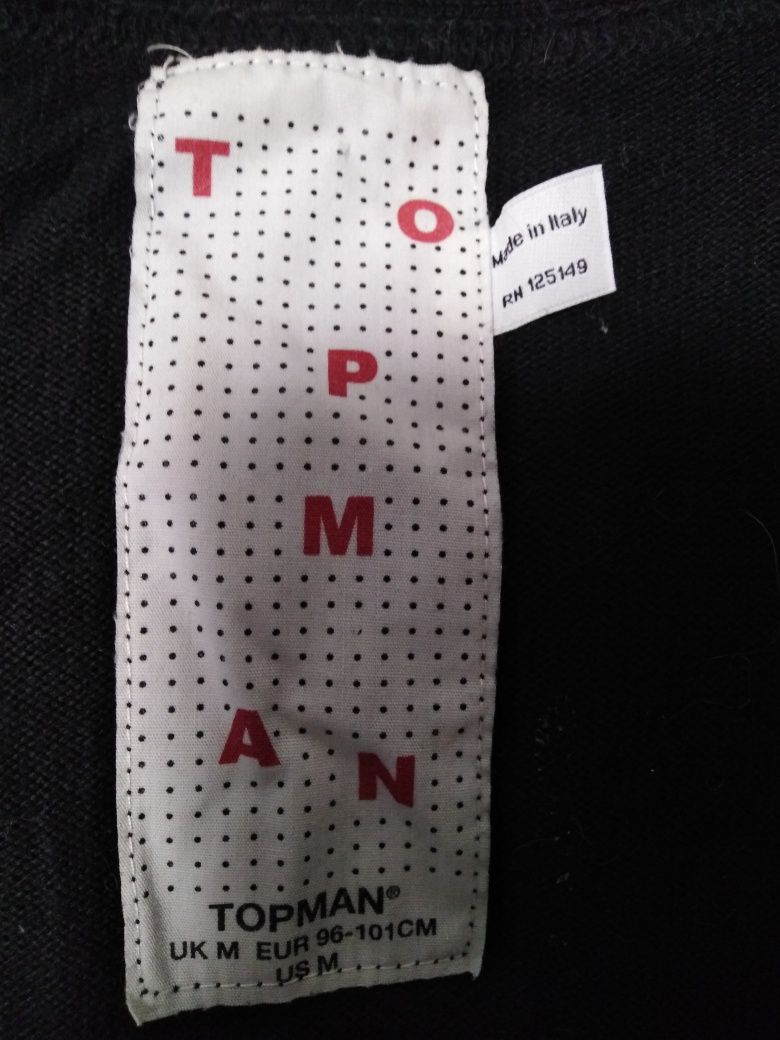 T
O
P
M
A
N
Made in Italy
RN 125149
TOPMAN®
UK M EUR 96-101CM
US M